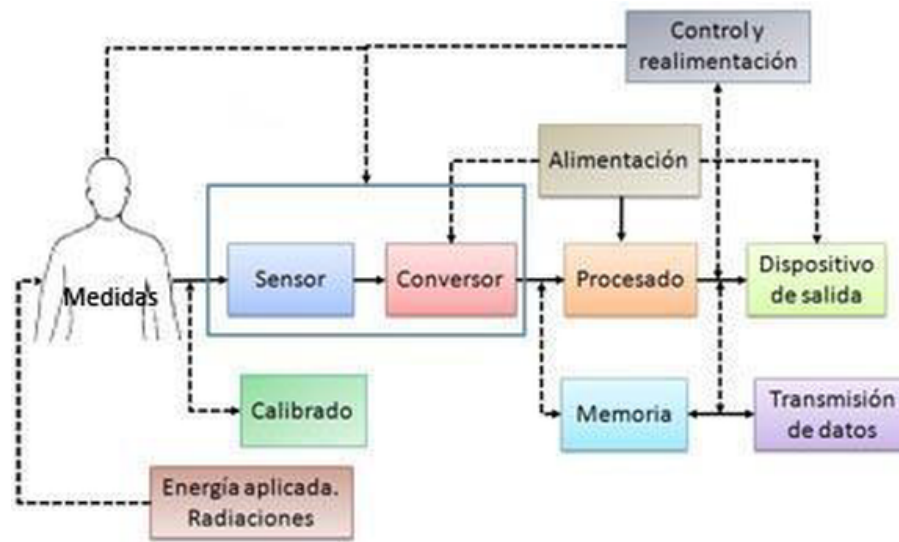 Control y
realimentación
Alimentación
Medidas
Sensor
Conversor
Procesado
Dispositivo
de salida
Calibrado
Memoria
Transmisión
de datos
Energía aplicada.
Radiaciones